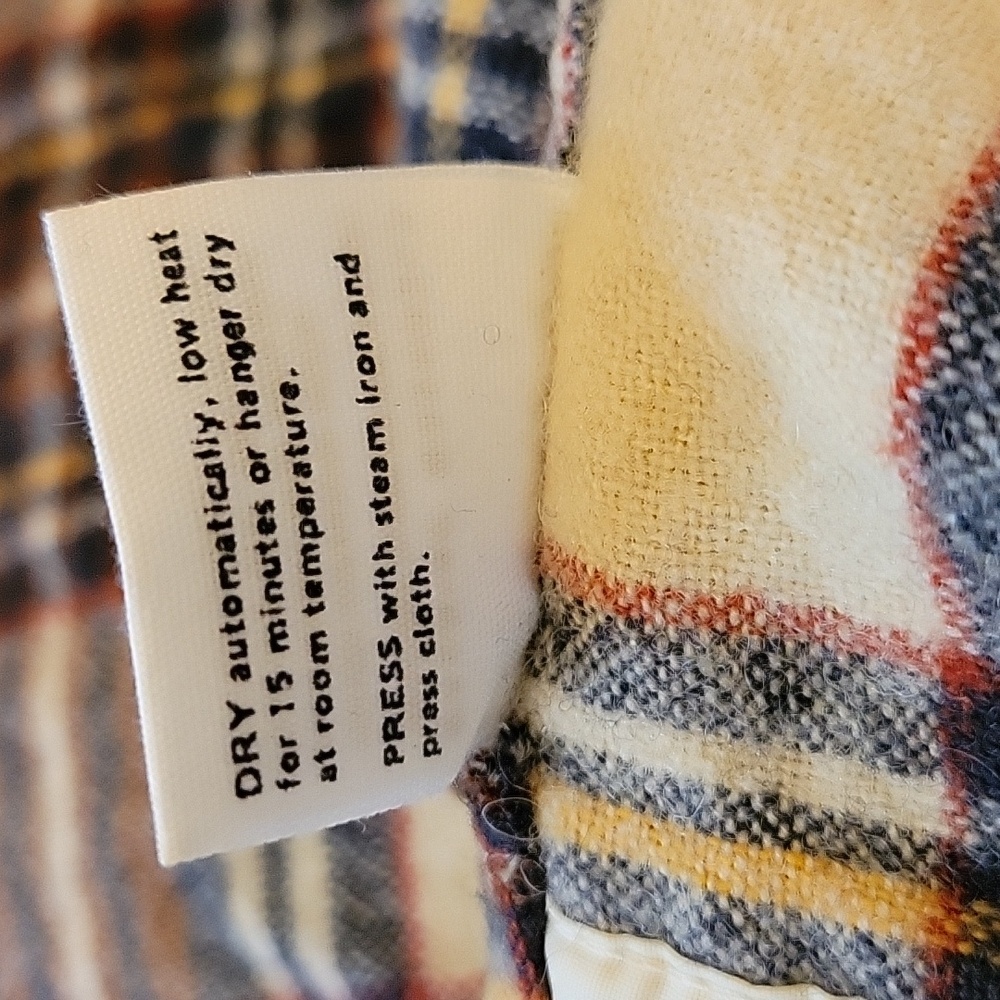 DRY automatically, low heat
for 15 minutes or hanger dry
at room temperature.
PRESS with steam iron and
press cloth.